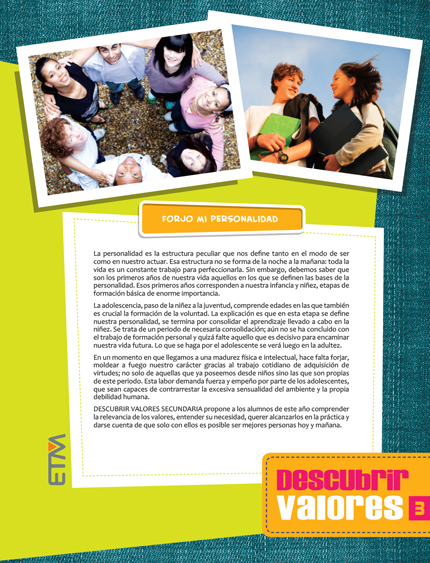 FORJO MI PERSONALIDAD
La personalidad es la estructura peculiar que nos define tanto en el modo de ser
como en nuestro actuar. Esa estructura no se forma de la noche a la mañana: toda la
vida es un constante trabajo para perfeccionarla. Sin embargo, debemos saber que
son los primeros años de nuestra vida aquellos en los que se definen las bases de la
personalidad. Esos primeros años corresponden a nuestra infancia y niñez, etapas de
formación básica de enorme importancia.
La adolescencia, paso de la niñez a la juventud, comprende edades en las que también
es crucial la formación de la voluntad. La explicación es que en esta etapa se define
nuestra personalidad, se termina por consolidar el aprendizaje llevado a cabo en la
niñez. Se trata de un periodo de necesaria consolidación; aún no se ha concluido con
el trabajo de formación personal y quizá falte aquello que es decisivo para encaminar
nuestra vida futura. Lo que se haga por el adolescente se verá luego en la adultez.
En un momento en que llegamos a una madurez física e intelectual, hace falta forjar,
moldear a fuego nuestro carácter gracias al trabajo cotidiano de adquisición de
virtudes; no solo de aquellas que ya poseemos desde niños sino las que son propias
de este periodo. Esta labor demanda fuerza y empeño por parte de los adolescentes,
que sean capaces de contrarrestar la excesiva sensualidad del ambiente y la propia
debilidad humana.
DESCUBRIR VALORES SECUNDARIA propone a los alumnos de este año comprender
la relevancia de los valores, entender su necesidad, querer alcanzarlos en la práctica y
darse cuenta de que solo con ellos es posible ser mejores personas hoy y mañana.
ETM
Descubrir
valores 3